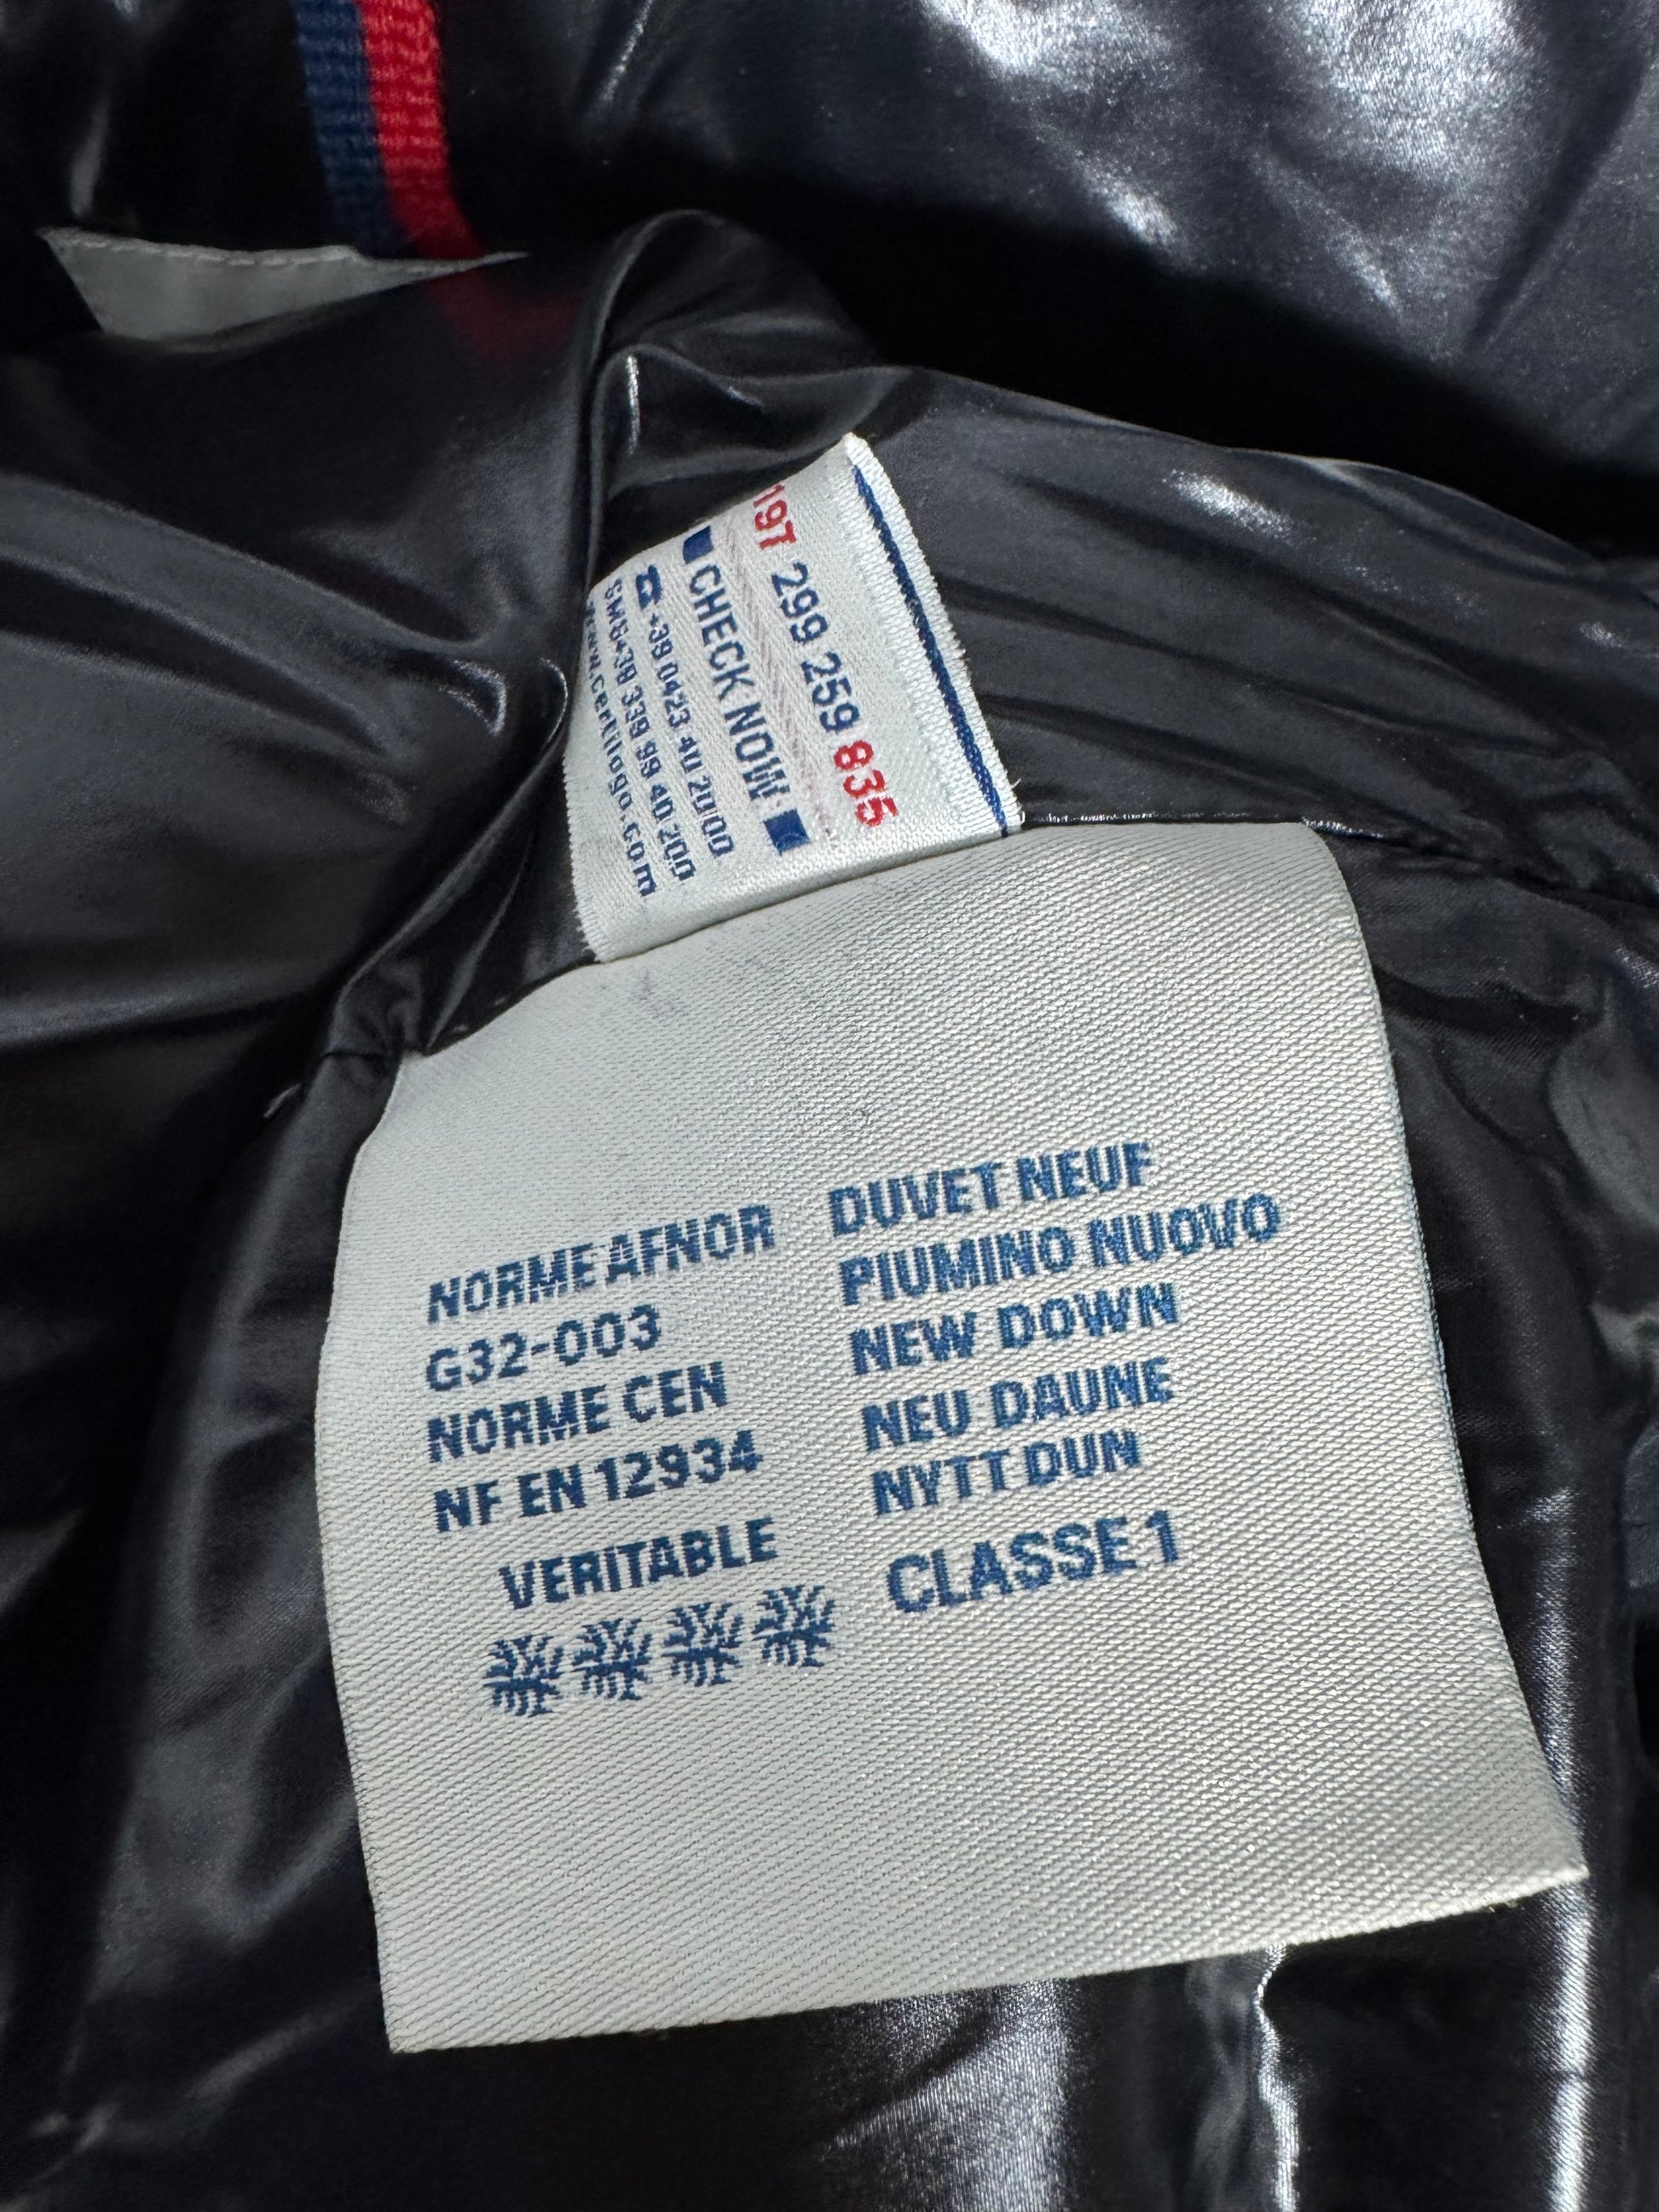 197 299 259 835
CHECK NOW
☎ +39 0423 40 20/00
SMS+39 399 99 40 200
www.certilogo.com
NORME AFNOR
G32-003
NORME CEN
NF EN 12934
VERITABLE
DUVET NEUF
PIUMINO NUOVO
NEW DOWN
NEU DAUNE
NYTT DUN
CLASSE 1